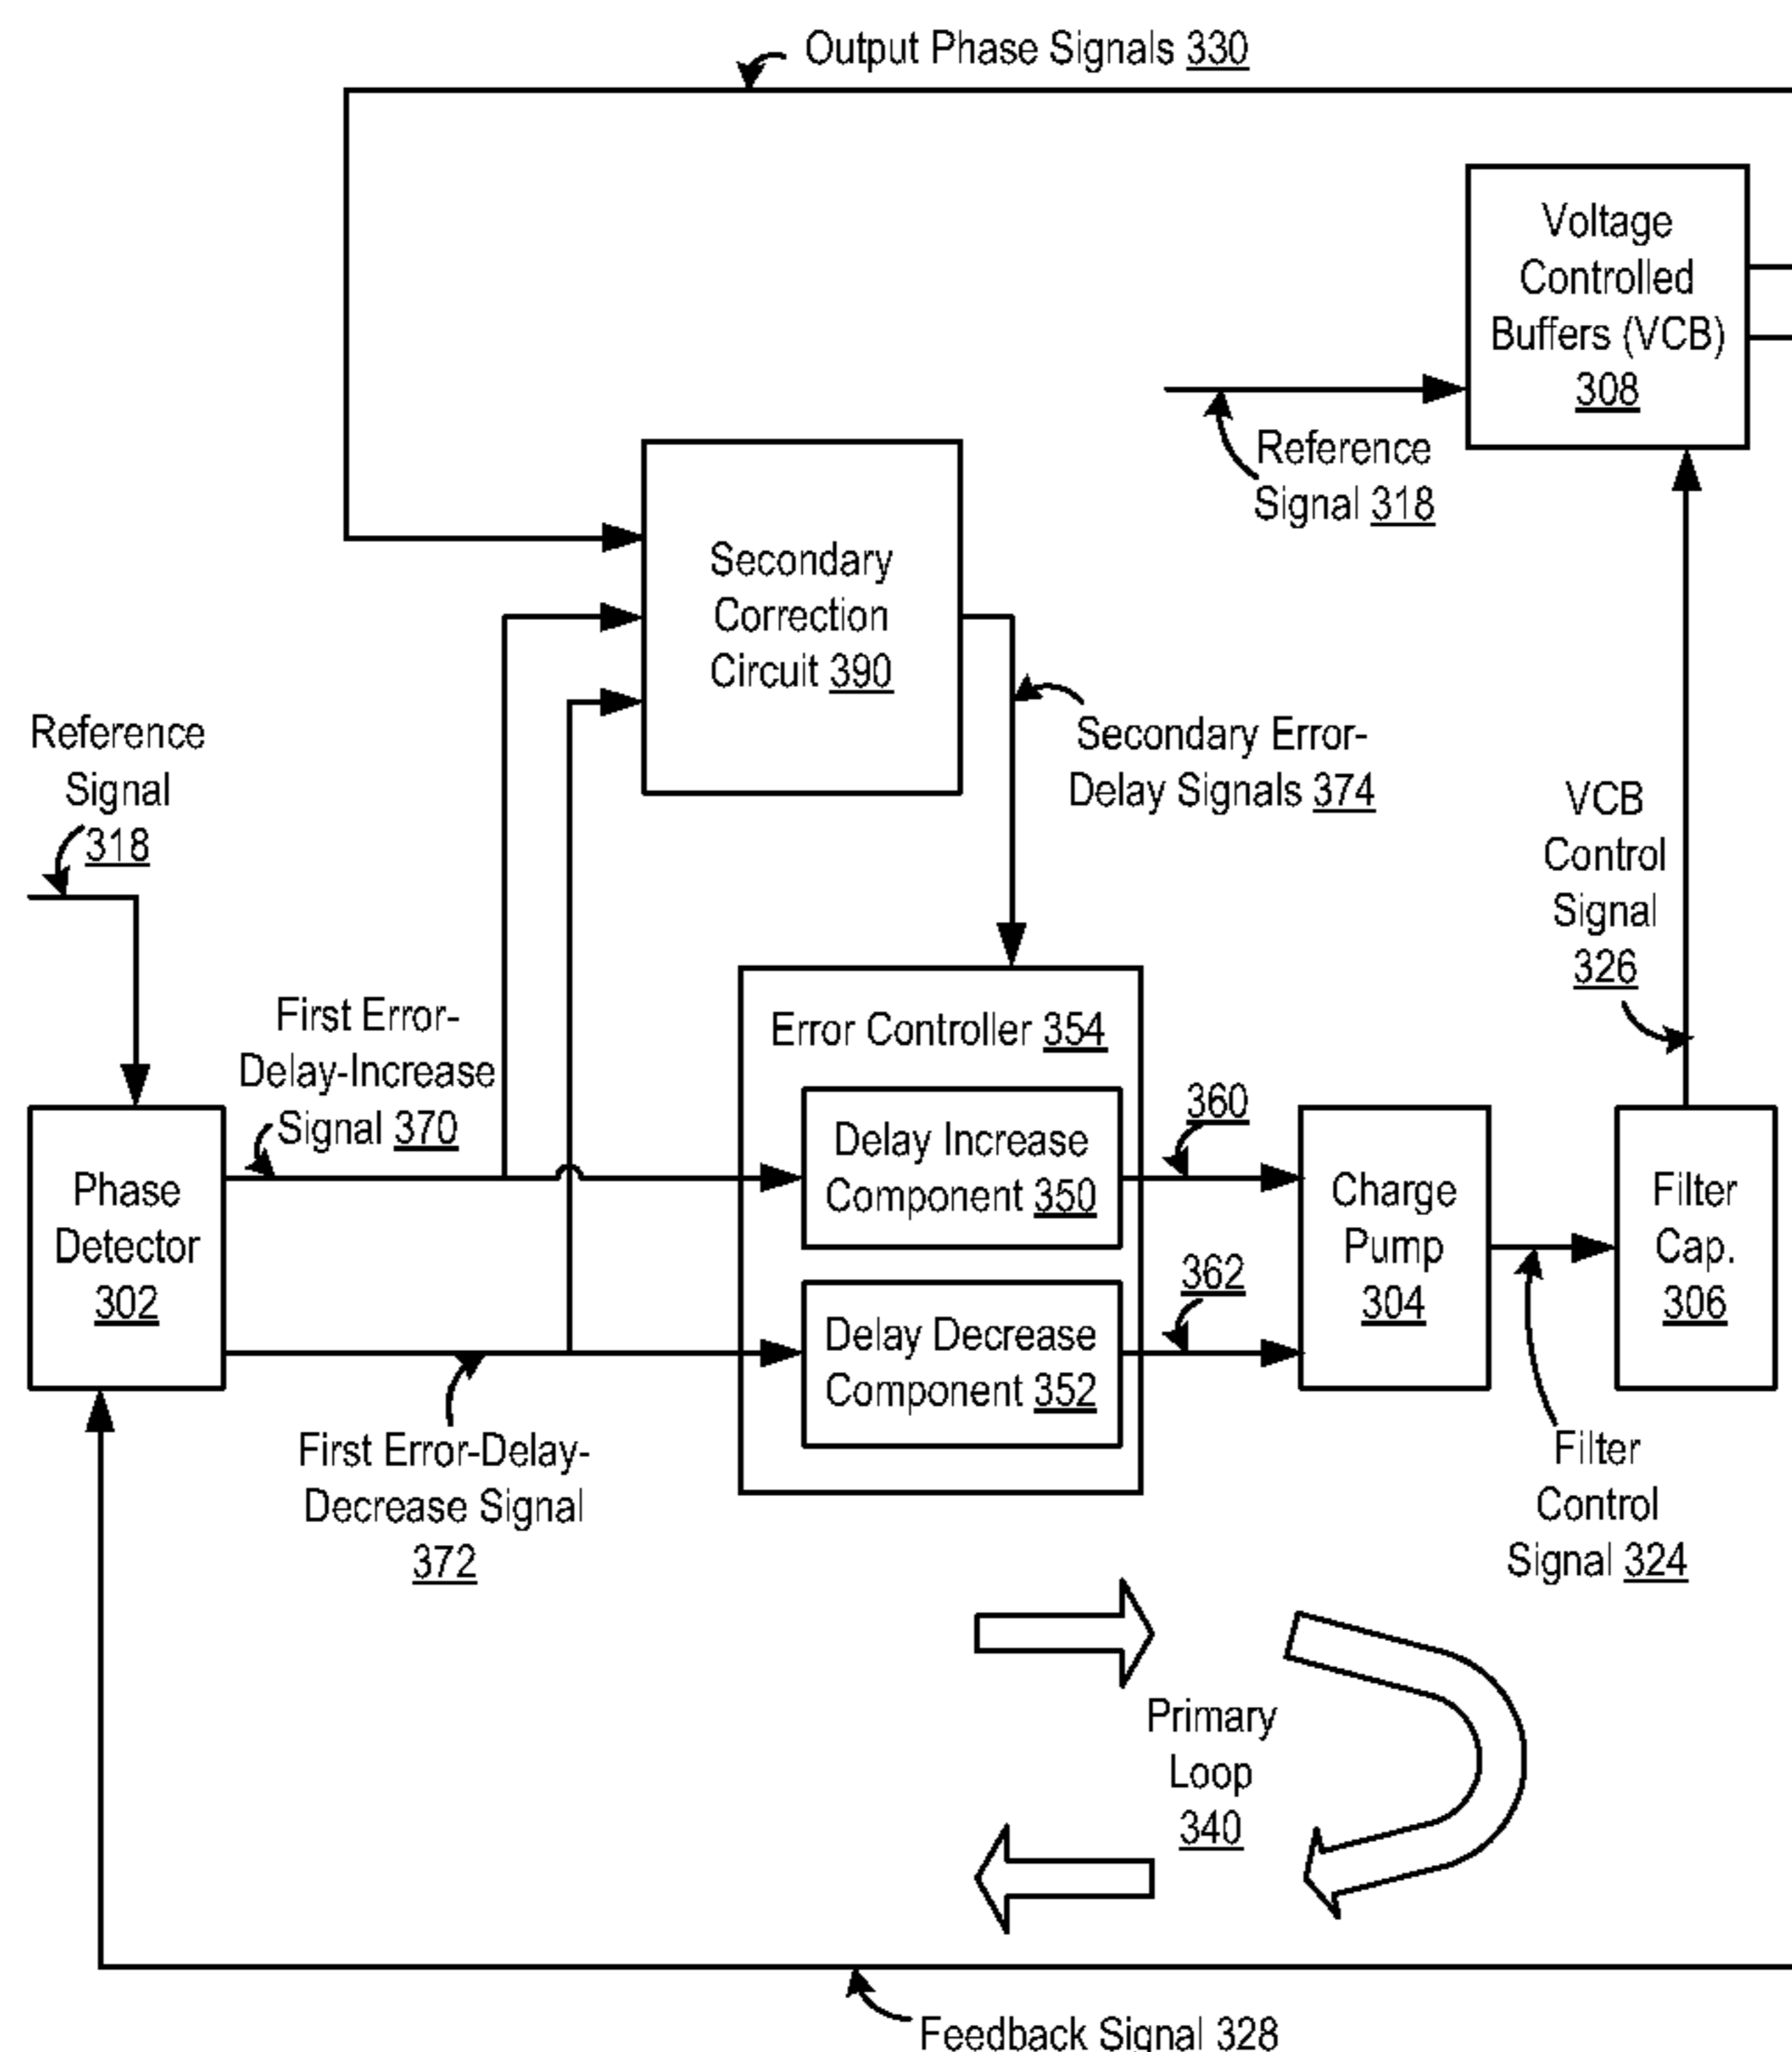 Output Phase Signals 330
Voltage
Controlled
Buffers (VCB)
308
Reference
Signal 318
Secondary
Correction
Circuit 390
Secondary Error-
Delay Signals 374
Reference
Signal
318
VCB
Control
Signal
326
First Error-
Delay-Increase
Signal 370
Error Controller 354
Delay Increase
Component 350
360
Phase
Detector
302
Charge
Pump
304
Filter
Cap.
306
362
Delay Decrease
Component 352
First Error-Delay-
Decrease Signal
372
Filter
Control
Signal 324
Primary
Loop
340
Feedback Signal 328